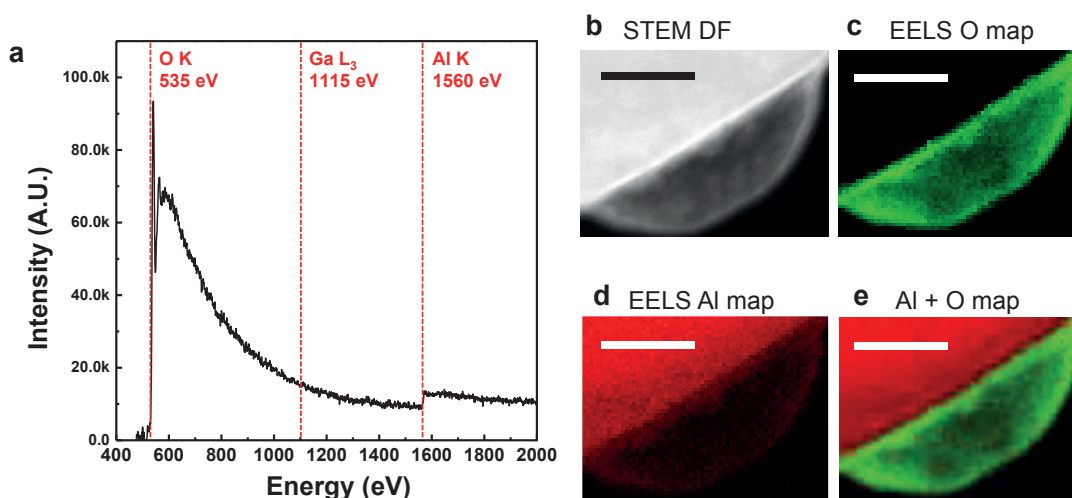 a
O K
535 eV
Ga L₃
1115 eV
Al K
1560 eV
100.0k
80.0k
60.0k
40.0k
20.0k
0.0
400 600 800 1000 1200 1400 1600 1800 2000
Intensity (A.U.)
Energy (eV)
b STEM DF
c EELS O map
d EELS Al map
e Al + O map